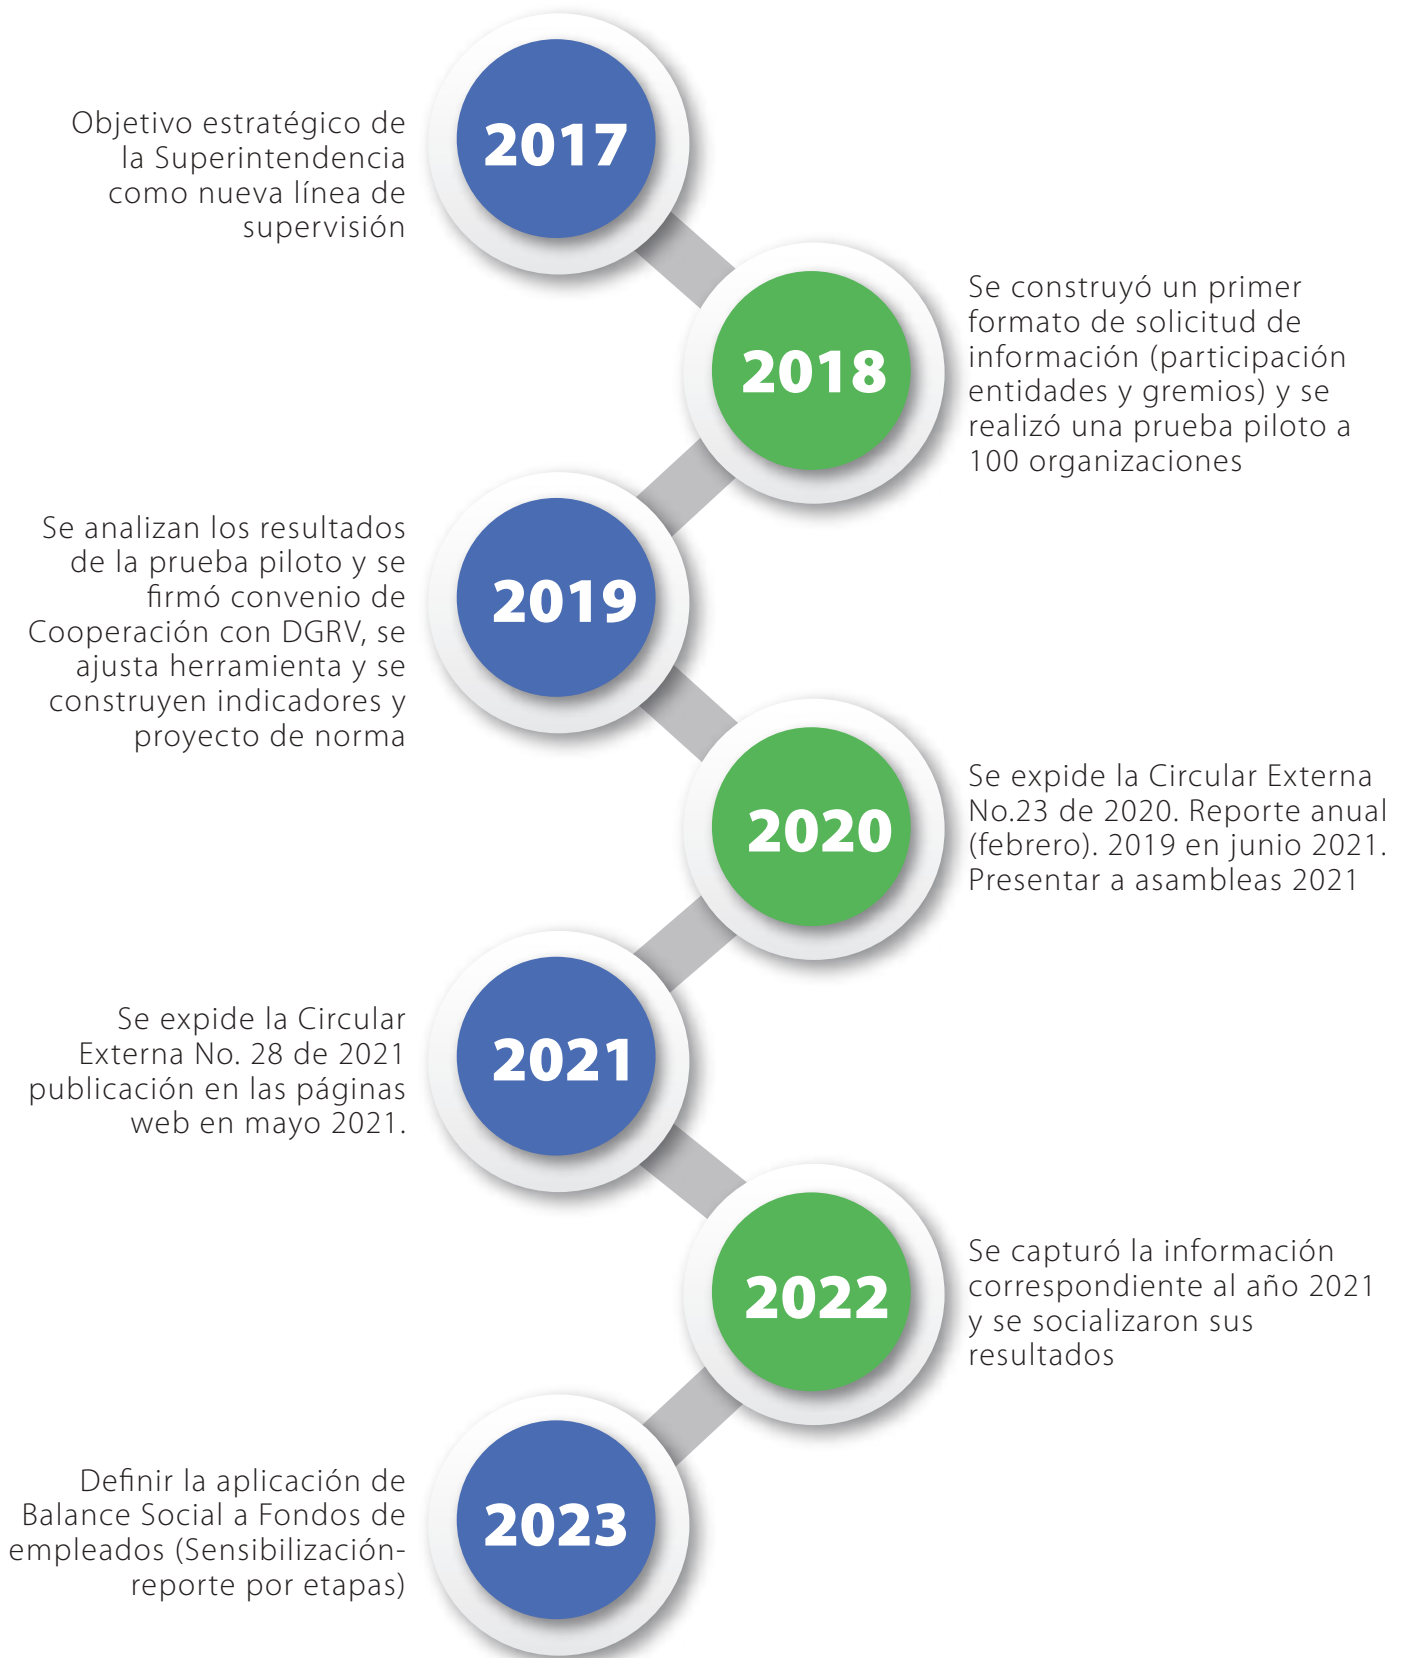 2017
Objetivo estratégico de
la Superintendencia
como nueva línea de
supervisión
2018
Se construyó un primer
formato de solicitud de
información (participación
entidades y gremios) y se
realizó una prueba piloto a
100 organizaciones
2019
Se analizan los resultados
de la prueba piloto y se
firmó convenio de
Cooperación con DGRV, se
ajusta herramienta y se
construyen indicadores y
proyecto de norma
2020
Se expide la Circular Externa
No.23 de 2020. Reporte anual
(febrero). 2019 en junio 2021.
Presentar a asambleas 2021
2021
Se expide la Circular
Externa No. 28 de 2021
publicación en las páginas
web en mayo 2021.
2022
Se capturó la información
correspondiente al año 2021
y se socializaron sus
resultados
2023
Definir la aplicación de
Balance Social a Fondos de
empleados (Sensibilización-
reporte por etapas)